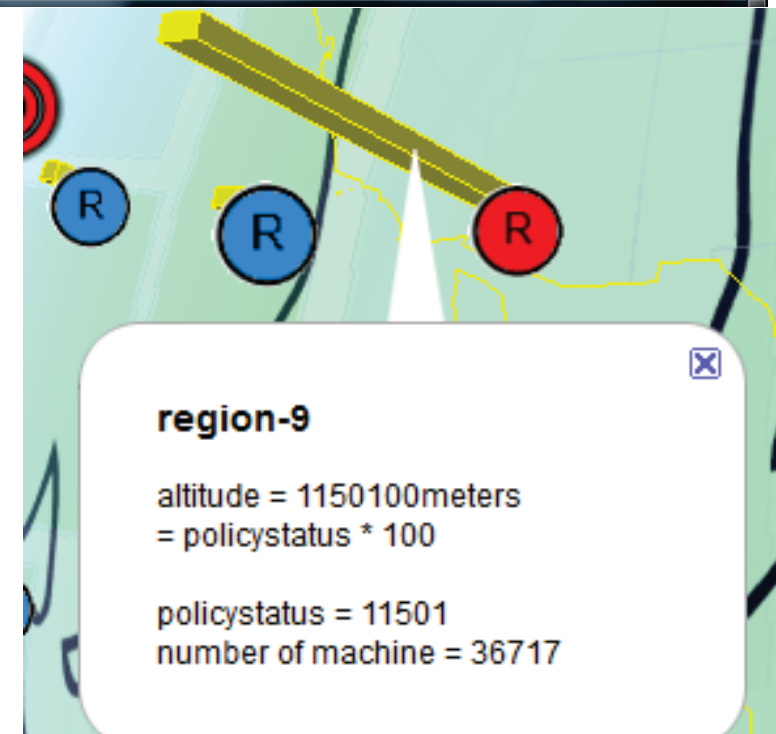 R
R
R
region-9
altitude = 1150100meters
= policystatus * 100
policystatus = 11501
number of machine = 36717